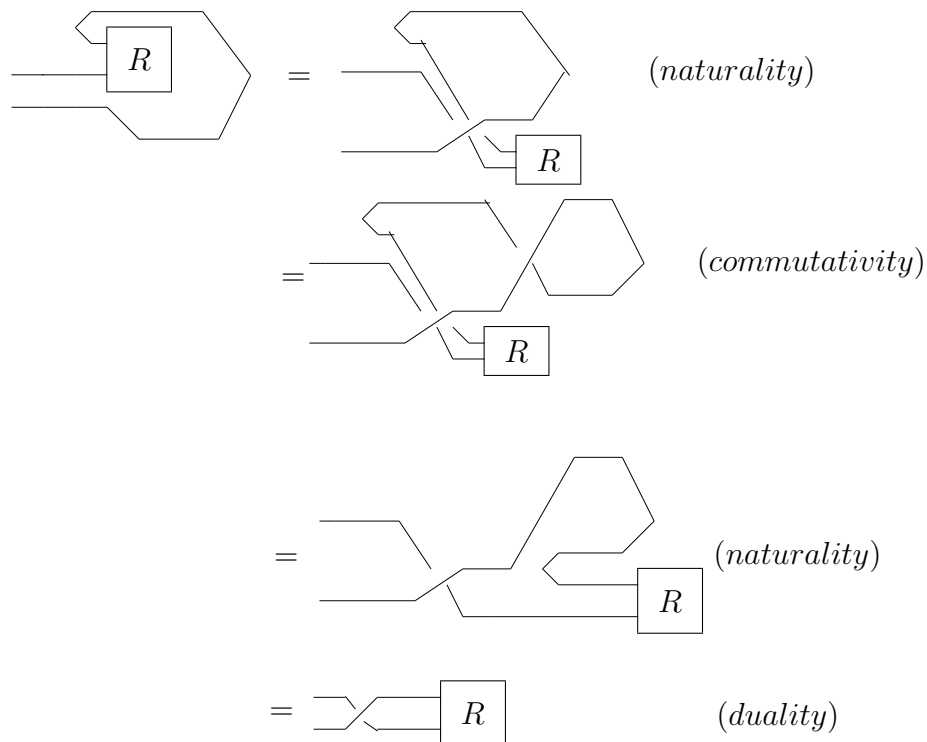 R = (naturality)
R
= (commutativity)
R
= (naturality)
R
= R (duality)